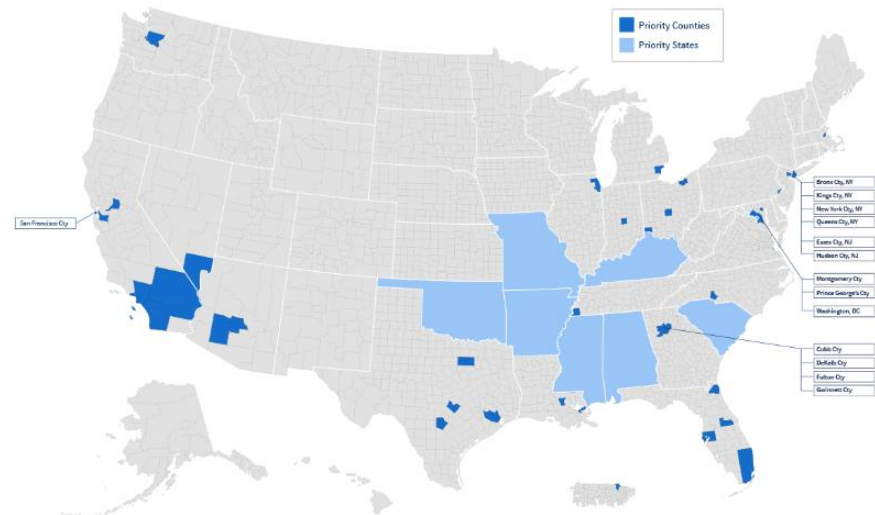 Priority Counties
Priority States
San Francisco Cty
Bronx Cty, NY
Kings Cty, NY
New York Cty, NY
Queens Cty, NY
Essex Cty, NJ
Hudson Cty, NJ
Montgomery Cty
Prince George's Cty
Washington, DC
Cobb Cty
DeKalb Cty
Fulton Cty
Gwinnett Cty